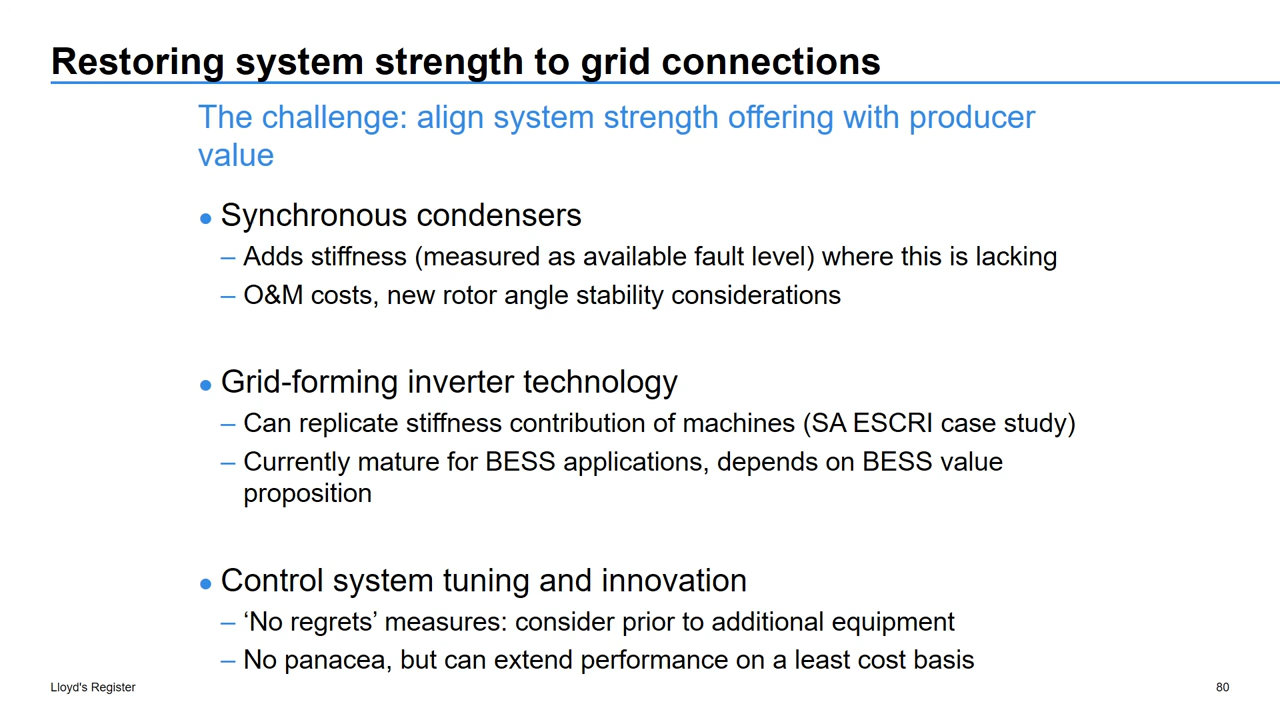 Restoring system strength to grid connections
The challenge: align system strength offering with producer
value
● Synchronous condensers
– Adds stiffness (measured as available fault level) where this is lacking
– O&M costs, new rotor angle stability considerations
● Grid-forming inverter technology
– Can replicate stiffness contribution of machines (SA ESCRI case study)
– Currently mature for BESS applications, depends on BESS value
proposition
● Control system tuning and innovation
– ‘No regrets’ measures: consider prior to additional equipment
– No panacea, but can extend performance on a least cost basis
Lloyd's Register
80